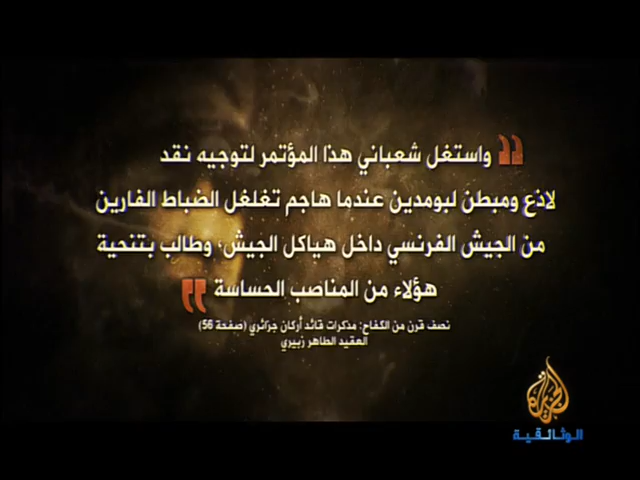 واستغل شعباني هذا المؤتمر لتوجيه نقد
لاذع ومبطن لبومدين عندما هاجم تغلغل الضباط الفارين
من الجيش الفرنسي داخل هياكل الجيش، وطالب بتنحية
هؤلاء من المناصب الحساسة
نصف قرن من الكفاح: مذكرات قائد أركان جزائري (صفحة 56)
العقيد الطاهر زبيري
الجزيرة
الوثائقية